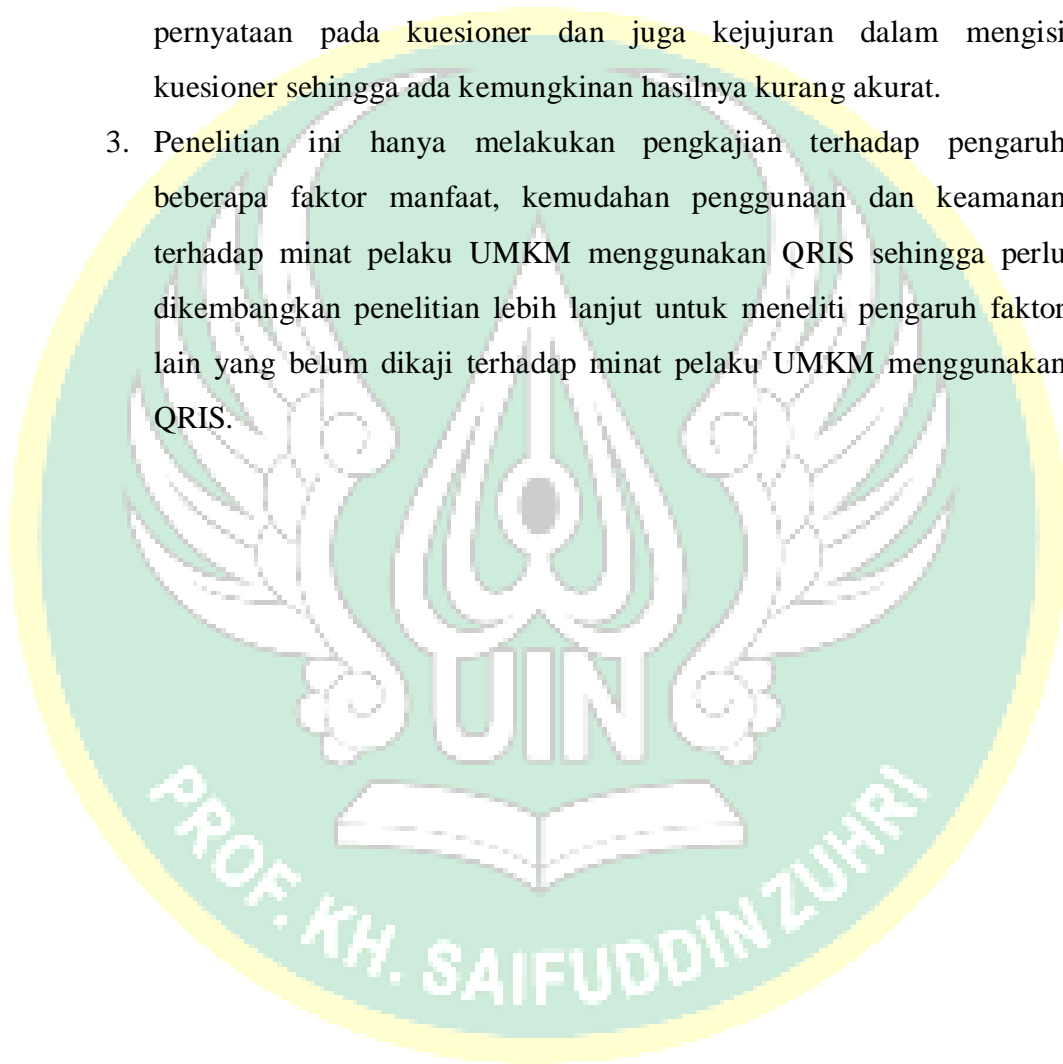 pernyataan pada kuesioner dan juga kejujuran dalam mengisi
kuesioner sehingga ada kemungkinan hasilnya kurang akurat.
3. Penelitian ini hanya melakukan pengkajian terhadap pengaruh
beberapa faktor manfaat, kemudahan penggunaan dan keamanan
terhadap minat pelaku UMKM menggunakan QRIS sehingga perlu
dikembangkan penelitian lebih lanjut untuk meneliti pengaruh faktor
lain yang belum dikaji terhadap minat pelaku UMKM menggunakan
QRIS.
UIN
PROF. KH. SAIFUDDIN ZUHRI